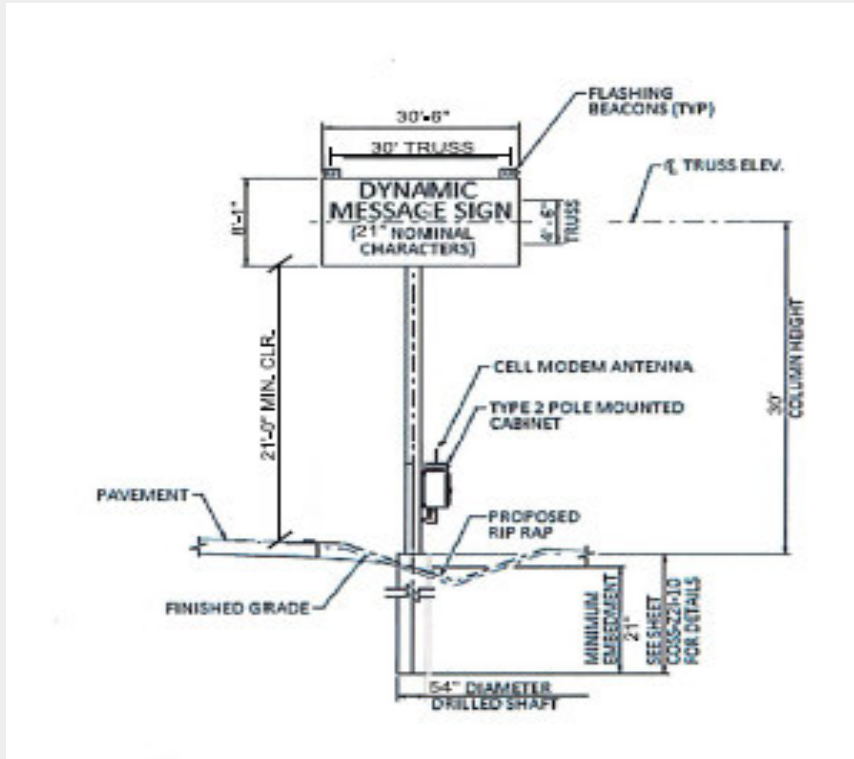 FLASHING
BEACONS (TYP)
30'-6"
30' TRUSS
℄ TRUSS ELEV.
DYNAMIC
MESSAGE SIGN
(21" NOMINAL
CHARACTERS)
8'-1"
4'-6"
TRUSS
21'-0" MIN. CLR.
CELL MODEM ANTENNA
TYPE 2 POLE MOUNTED
CABINET
30'
COLUMN HEIGHT
PAVEMENT
PROPOSED
RIP RAP
FINISHED GRADE
MINIMUM
EMBEDMENT
21"
SEE SHEET
FOR DETAILS
54" DIAMETER
DRILLED SHAFT